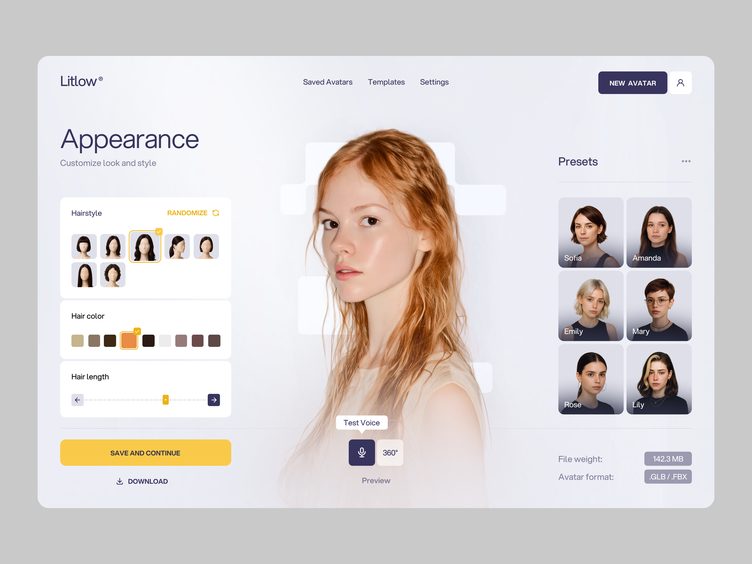 Litlow®
Saved Avatars
Templates
Settings
NEW AVATAR
Appearance
Customize look and style
Hairstyle
RANDOMIZE
Hair color
Hair length
SAVE AND CONTINUE
DOWNLOAD
Test Voice
360°
Preview
Presets
Sofia
Amanda
Emily
Mary
Rose
Lily
File weight:
142.3 MB
Avatar format:
.GLB / .FBX